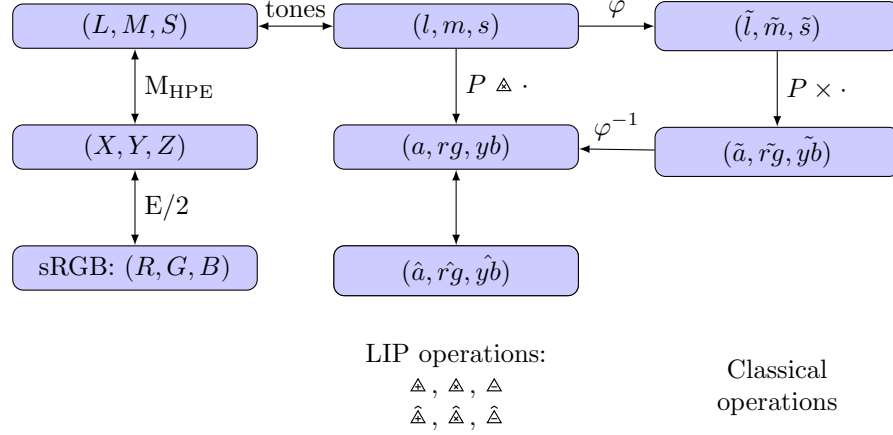 (L, M, S)
tones
(l, m, s)
φ
(l̃, m̃, s̃)
M_HPE
P ⨻ ·
P × ·
(X, Y, Z)
(a, rg, yb)
φ⁻¹
(ã, r̃g, ỹb)
E/2
sRGB: (R, G, B)
(â, r̂g, ŷb)
LIP operations:
⨹, ⨻, ⨺
⨹̂, ⨻̂, ⨺̂
Classical
operations